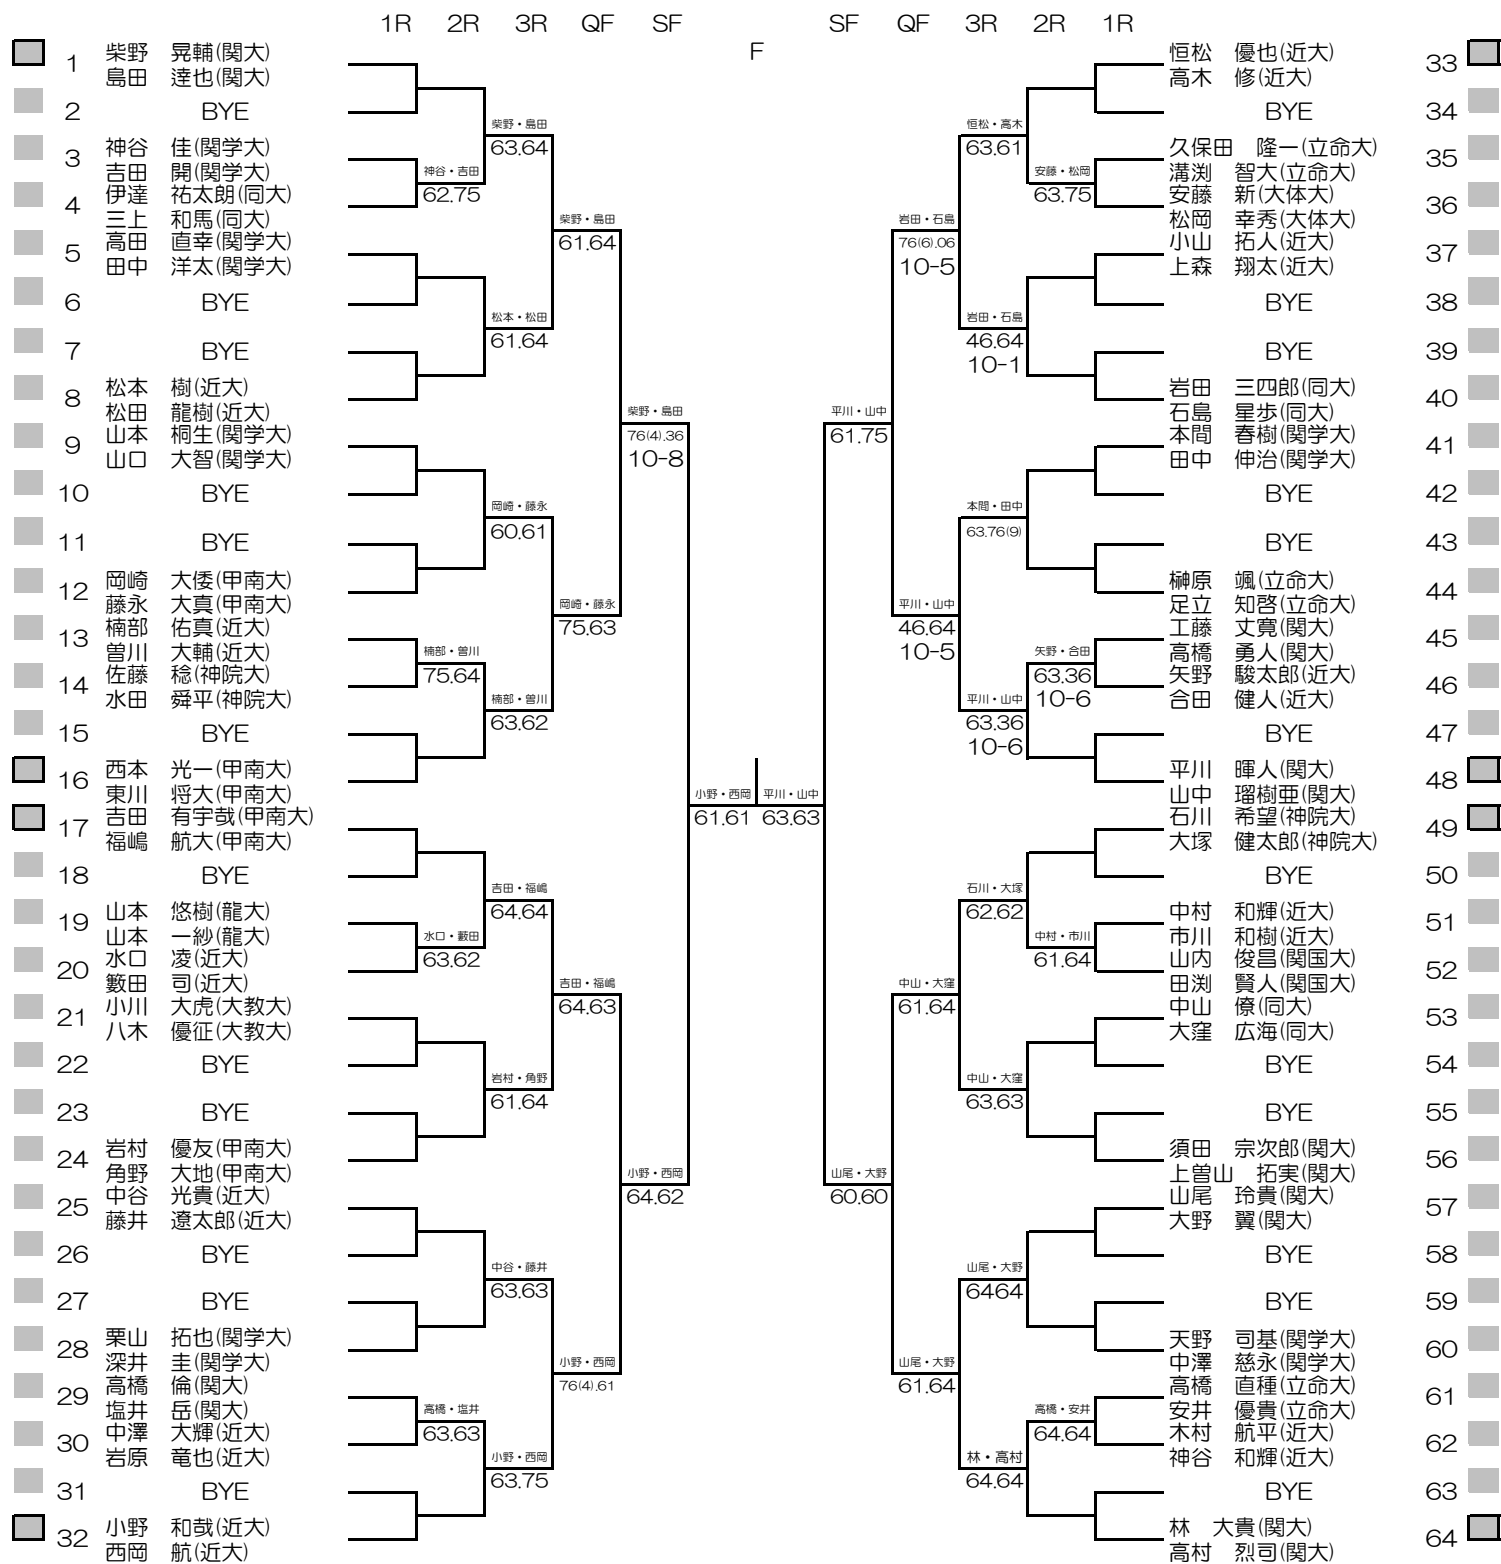 1R 2R 3R QF SF F SF QF 3R 2R 1R
1 柴野 晃輔(関大)
島田 達也(関大)
2 BYE
3 神谷 佳(関学大)
吉田 開(関学大)
4 伊達 祐太朗(同大)
三上 和馬(同大)
5 高田 直幸(関学大)
田中 洋太(関学大)
6 BYE
7 BYE
8 松本 樹(近大)
松田 龍樹(近大)
9 山本 桐生(関学大)
山口 大智(関学大)
10 BYE
11 BYE
12 岡崎 大倭(甲南大)
藤永 大真(甲南大)
13 楠部 佑真(近大)
曽川 大輔(近大)
14 佐藤 稔(神院大)
水田 舜平(神院大)
15 BYE
16 西本 光一(甲南大)
東川 将大(甲南大)
17 吉田 有宇哉(甲南大)
福嶋 航大(甲南大)
18 BYE
19 山本 悠樹(龍大)
山本 一紗(龍大)
20 水口 凌(近大)
籔田 司(近大)
21 小川 大虎(大教大)
八木 優征(大教大)
22 BYE
23 BYE
24 岩村 優友(甲南大)
角野 大地(甲南大)
25 中谷 光貴(近大)
藤井 遼太郎(近大)
26 BYE
27 BYE
28 栗山 拓也(関学大)
深井 圭(関学大)
29 高橋 倫(関大)
塩井 岳(関大)
30 中澤 大輝(近大)
岩原 竜也(近大)
31 BYE
32 小野 和哉(近大)
西岡 航(近大)
神谷・吉田
62.75
楠部・曽川
75.64
水口・藪田
63.62
高橋・塩井
63.63
柴野・島田
63.64
松本・松田
61.64
岡崎・藤永
60.61
楠部・曽川
63.62
吉田・福嶋
64.64
岩村・角野
61.64
中谷・藤井
63.63
小野・西岡
63.75
柴野・島田
61.64
岡崎・藤永
75.63
吉田・福嶋
64.63
小野・西岡
76(4).61
柴野・島田
76(4).36
10-8
小野・西岡
64.62
小野・西岡
61.61
平川・山中
63.63
平川・山中
61.75
山尾・大野
60.60
岩田・石島
76(6).06
10-5
平川・山中
46.64
10-5
中山・大窪
61.64
山尾・大野
61.64
恒松・高木
63.61
岩田・石島
46.64
10-1
本間・田中
63.76(9)
平川・山中
63.36
10-6
石川・大塚
62.62
中山・大窪
63.63
山尾・大野
6464
林・高村
64.64
安藤・松岡
63.75
矢野・合田
63.36
10-6
中村・市川
61.64
高橋・安井
64.64
恒松 優也(近大) 33
高木 修(近大)
BYE 34
久保田 隆一(立命大) 35
溝渕 智大(立命大)
安藤 新(大体大) 36
松岡 幸秀(大体大)
小山 拓人(近大) 37
上森 翔太(近大)
BYE 38
BYE 39
岩田 三四郎(同大) 40
石島 星歩(同大)
本間 春樹(関学大) 41
田中 伸治(関学大)
BYE 42
BYE 43
榊原 颯(立命大) 44
足立 知啓(立命大)
工藤 丈寛(関大) 45
高橋 勇人(関大)
矢野 駿太郎(近大) 46
合田 健人(近大)
BYE 47
平川 暉人(関大) 48
山中 瑠樹亜(関大)
石川 希望(神院大) 49
大塚 健太郎(神院大)
BYE 50
中村 和輝(近大) 51
市川 和樹(近大)
山内 俊昌(関国大) 52
田渕 賢人(関国大)
中山 僚(同大) 53
大窪 広海(同大)
BYE 54
BYE 55
須田 宗次郎(関大) 56
上曽山 拓実(関大)
山尾 玲貴(関大) 57
大野 翼(関大)
BYE 58
BYE 59
天野 司基(関学大) 60
中澤 慈永(関学大)
高橋 直種(立命大) 61
安井 優貴(立命大)
木村 航平(近大) 62
神谷 和輝(近大)
BYE 63
林 大貴(関大) 64
高村 烈司(関大)